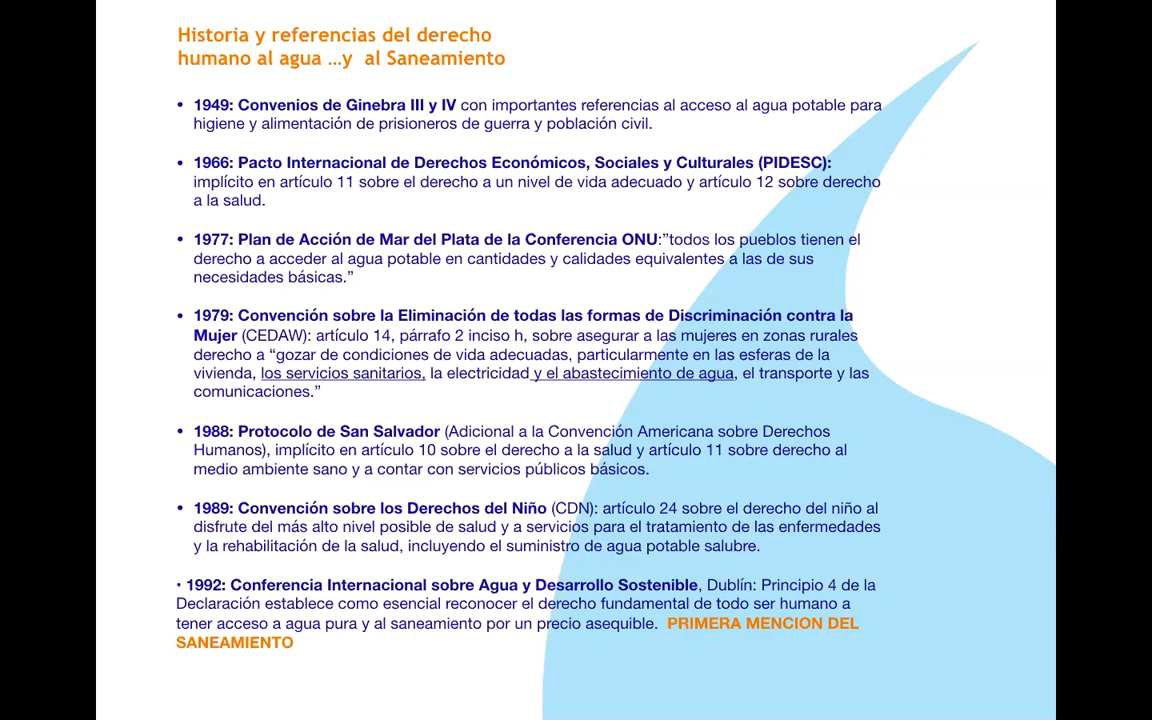 Historia y referencias del derecho
humano al agua ...y  al Saneamiento
• 1949: Convenios de Ginebra III y IV con importantes referencias al acceso al agua potable para
higiene y alimentación de prisioneros de guerra y población civil.
• 1966: Pacto Internacional de Derechos Económicos, Sociales y Culturales (PIDESC):
implícito en artículo 11 sobre el derecho a un nivel de vida adecuado y artículo 12 sobre derecho
a la salud.
• 1977: Plan de Acción de Mar del Plata de la Conferencia ONU:”todos los pueblos tienen el
derecho a acceder al agua potable en cantidades y calidades equivalentes a las de sus
necesidades básicas.”
• 1979: Convención sobre la Eliminación de todas las formas de Discriminación contra la
Mujer (CEDAW): artículo 14, párrafo 2 inciso h, sobre asegurar a las mujeres en zonas rurales
derecho a “gozar de condiciones de vida adecuadas, particularmente en las esferas de la
vivienda, los servicios sanitarios, la electricidad y el abastecimiento de agua, el transporte y las
comunicaciones.”
• 1988: Protocolo de San Salvador (Adicional a la Convención Americana sobre Derechos
Humanos), implícito en artículo 10 sobre el derecho a la salud y artículo 11 sobre derecho al
medio ambiente sano y a contar con servicios públicos básicos.
• 1989: Convención sobre los Derechos del Niño (CDN): artículo 24 sobre el derecho del niño al
disfrute del más alto nivel posible de salud y a servicios para el tratamiento de las enfermedades
y la rehabilitación de la salud, incluyendo el suministro de agua potable salubre.
• 1992: Conferencia Internacional sobre Agua y Desarrollo Sostenible, Dublín: Principio 4 de la
Declaración establece como esencial reconocer el derecho fundamental de todo ser humano a
tener acceso a agua pura y al saneamiento por un precio asequible.  PRIMERA MENCION DEL
SANEAMIENTO